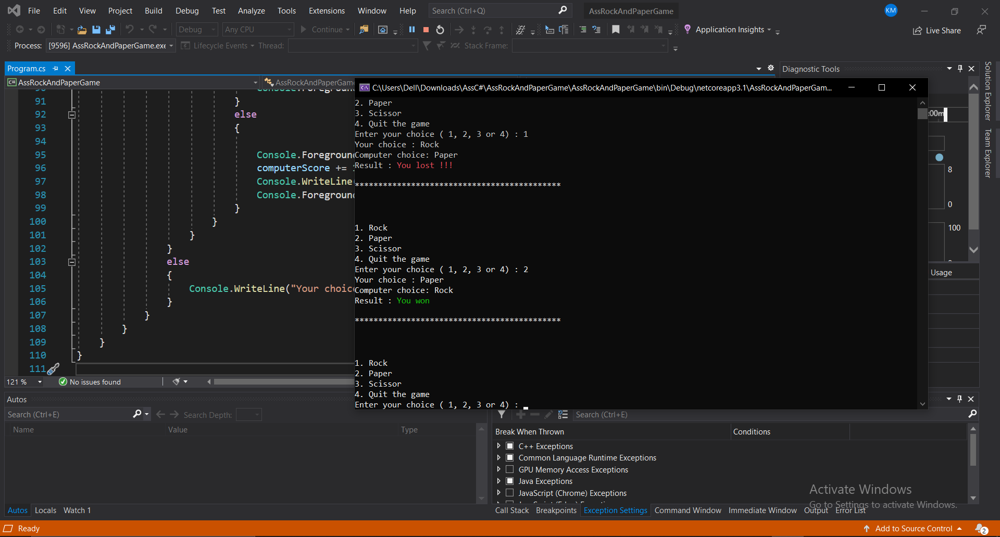 File Edit View Project Build Debug Test Analyze Tools Extensions Window Help Search (Ctrl+Q) AssRockAndPaperGame KM
Debug Any CPU Continue Application Insights Live Share
Process: [9596] AssRockAndPaperGame.exe Lifecycle Events Thread: Stack Frame:
Program.cs
C# AssRockAndPaperGame AssRockAndPaperGame
91 }
92 else
93 {
94
95 Console.Foreground
96 computerScore +=
97 Console.WriteLine
98 Console.Foreground
99 }
100 }
101 }
102 }
103 else
104 {
105 Console.WriteLine("Your choice
106 }
107 }
108 }
109 }
110 }
111
121 % No issues found
C:\Users\Dell\Downloads\AssC#\AssRockAndPaperGame\AssRockAndPaperGame\bin\Debug\netcoreapp3.1\AssRockAndPaperGam...
2. Paper
3. Scissor
4. Quit the game
Enter your choice ( 1, 2, 3 or 4) : 1
Your choice : Rock
Computer choice: Paper
Result : You lost !!!
********************************************
1. Rock
2. Paper
3. Scissor
4. Quit the game
Enter your choice ( 1, 2, 3 or 4) : 2
Your choice : Paper
Computer choice: Rock
Result : You won
********************************************
1. Rock
2. Paper
3. Scissor
4. Quit the game
Enter your choice ( 1, 2, 3 or 4) :
Diagnostic Tools
:00m
8
0
100
Usage
Solution Explorer
Team Explorer
Autos
Search (Ctrl+E) Search Depth:
Name Value Type
Autos Locals Watch 1
Search (Ctrl+E)
Break When Thrown Conditions
C++ Exceptions
Common Language Runtime Exceptions
GPU Memory Access Exceptions
Java Exceptions
JavaScript (Chrome) Exceptions
Activate Windows
Go to Settings to activate Windows.
Call Stack Breakpoints Exception Settings Command Window Immediate Window Output Error List
Ready Add to Source Control 2